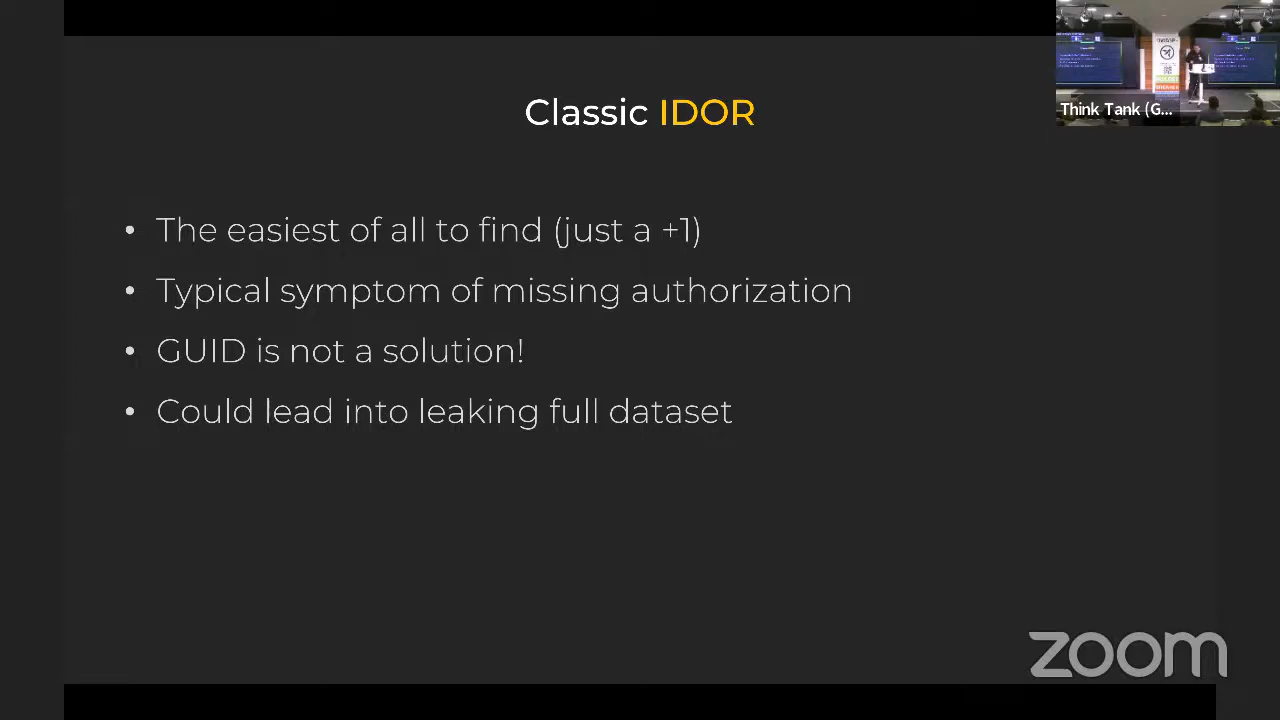 Classic IDOR
Think Tank (G...
• The easiest of all to find (just a +1)
• Typical symptom of missing authorization
• GUID is not a solution!
• Could lead into leaking full dataset
zoom